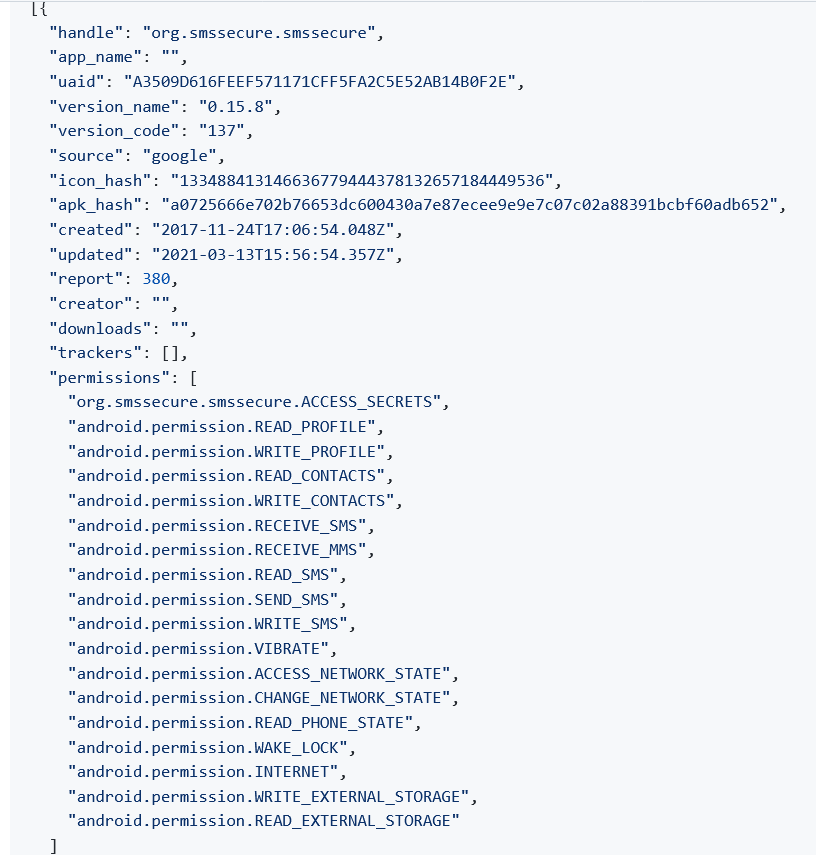 [{
"handle": "org.smssecure.smssecure",
"app_name": "",
"uaid": "A3509D616FEEF571171CFF5FA2C5E52AB14B0F2E",
"version_name": "0.15.8",
"version_code": "137",
"source": "google",
"icon_hash": "133488413146636779444378132657184449536",
"apk_hash": "a0725666e702b76653dc600430a7e87ecee9e9e7c07c02a88391bcbf60adb652",
"created": "2017-11-24T17:06:54.048Z",
"updated": "2021-03-13T15:56:54.357Z",
"report": 380,
"creator": "",
"downloads": "",
"trackers": [],
"permissions": [
"org.smssecure.smssecure.ACCESS_SECRETS",
"android.permission.READ_PROFILE",
"android.permission.WRITE_PROFILE",
"android.permission.READ_CONTACTS",
"android.permission.WRITE_CONTACTS",
"android.permission.RECEIVE_SMS",
"android.permission.RECEIVE_MMS",
"android.permission.READ_SMS",
"android.permission.SEND_SMS",
"android.permission.WRITE_SMS",
"android.permission.VIBRATE",
"android.permission.ACCESS_NETWORK_STATE",
"android.permission.CHANGE_NETWORK_STATE",
"android.permission.READ_PHONE_STATE",
"android.permission.WAKE_LOCK",
"android.permission.INTERNET",
"android.permission.WRITE_EXTERNAL_STORAGE",
"android.permission.READ_EXTERNAL_STORAGE"
]